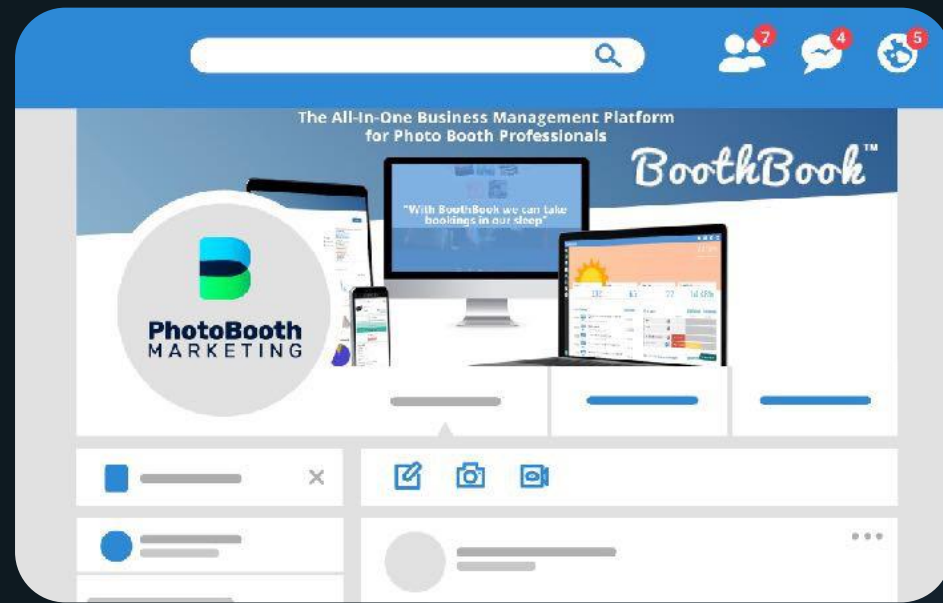 7
4
5
The All-In-One Business Management Platform
for Photo Booth Professionals
BoothBook™
"With BoothBook we can take
bookings in our sleep"
PhotoBooth
MARKETING